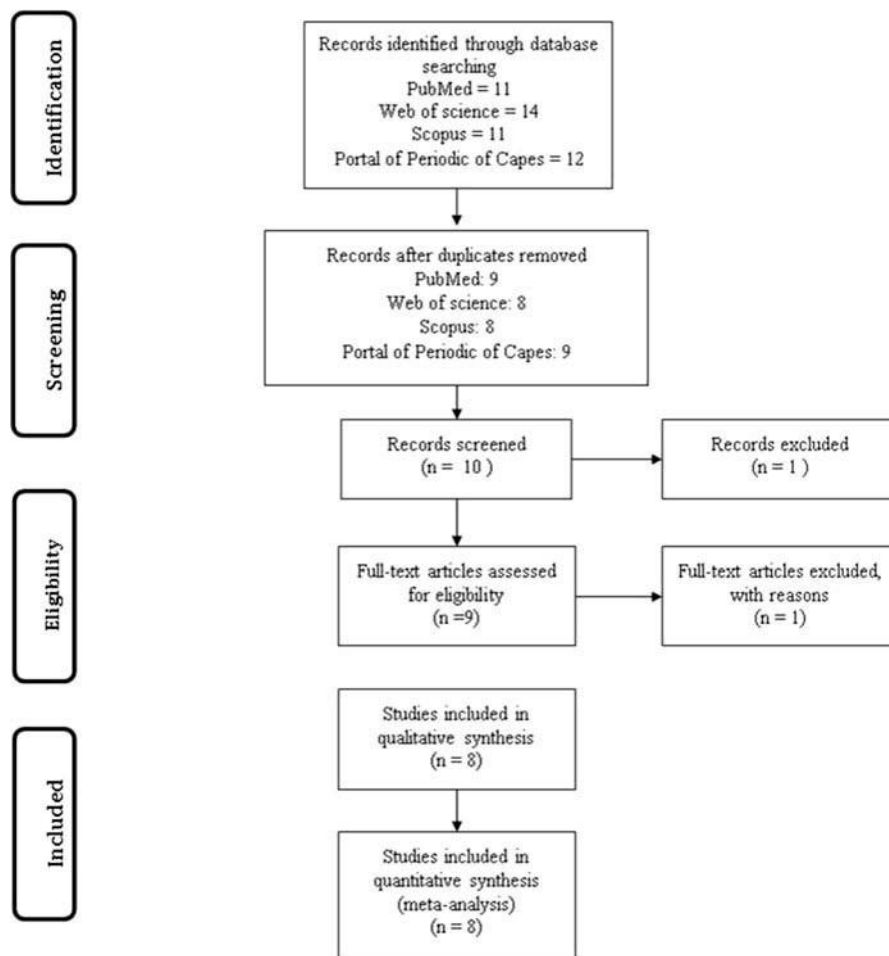 Identification
Records identified through database
searching
PubMed = 11
Web of science = 14
Scopus = 11
Portal of Periodic of Capes = 12
Screening
Records after duplicates removed
PubMed: 9
Web of science: 8
Scopus: 8
Portal of Periodic of Capes: 9
Records screened
(n = 10 )
Records excluded
(n = 1 )
Eligibility
Full-text articles assessed
for eligibility
(n =9)
Full-text articles excluded,
with reasons
(n = 1)
Included
Studies included in
qualitative synthesis
(n = 8)
Studies included in
quantitative synthesis
(meta-analysis)
(n = 8)